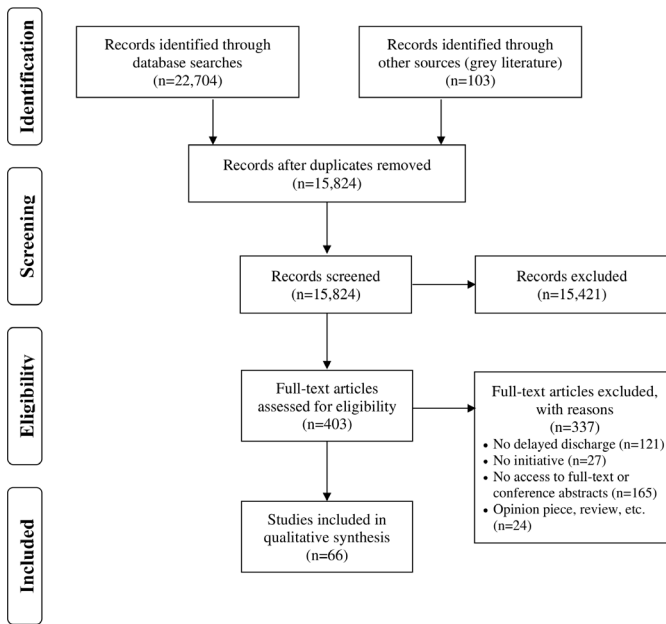 Identification
Records identified through
database searches
(n=22,704)
Records identified through
other sources (grey literature)
(n=103)
Records after duplicates removed
(n=15,824)
Screening
Records screened
(n=15,824)
Records excluded
(n=15,421)
Eligibility
Full-text articles
assessed for eligibility
(n=403)
Full-text articles excluded,
with reasons
(n=337)
• No delayed discharge (n=121)
• No initiative (n=27)
• No access to full-text or
conference abstracts (n=165)
• Opinion piece, review, etc.
(n=24)
Included
Studies included in
qualitative synthesis
(n=66)